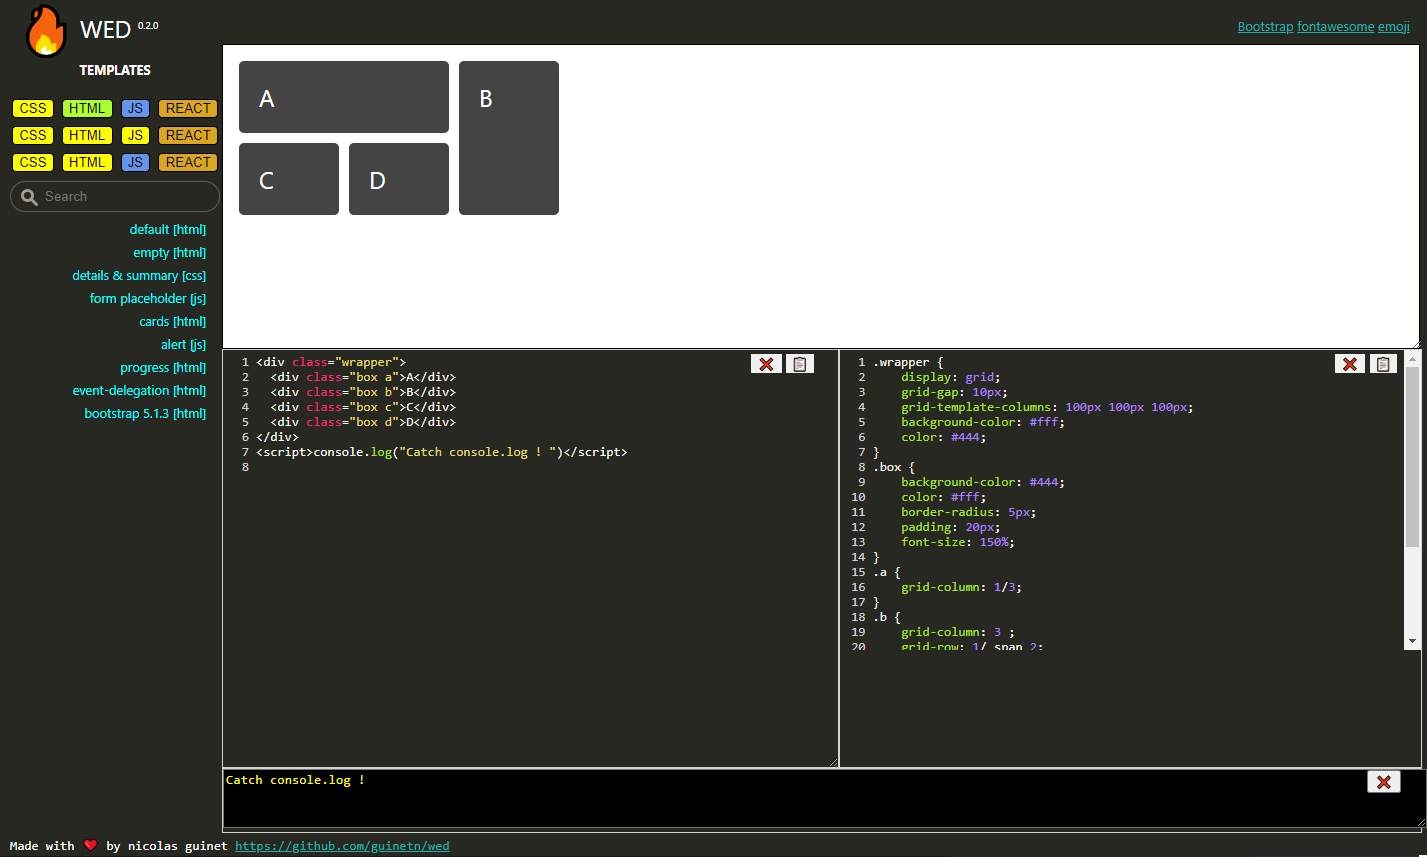 WED 0.2.0
Bootstrap fontawesome emoji
TEMPLATES
CSS HTML JS REACT
CSS HTML JS REACT
CSS HTML JS REACT
Search
default [html]
empty [html]
details & summary [css]
form placeholder [js]
cards [html]
alert [js]
progress [html]
event-delegation [html]
bootstrap 5.1.3 [html]
A
B
C
D
1 <div class="wrapper">
2 <div class="box a">A</div>
3 <div class="box b">B</div>
4 <div class="box c">C</div>
5 <div class="box d">D</div>
6 </div>
7 <script>console.log("Catch console.log ! ")</script>
8
1 .wrapper {
2 display: grid;
3 grid-gap: 10px;
4 grid-template-columns: 100px 100px 100px;
5 background-color: #fff;
6 color: #444;
7 }
8 .box {
9 background-color: #444;
10 color: #fff;
11 border-radius: 5px;
12 padding: 20px;
13 font-size: 150%;
14 }
15 .a {
16 grid-column: 1/3;
17 }
18 .b {
19 grid-column: 3 ;
20 grid-row: 1/ span 2;
Catch console.log !
Made with ❤ by nicolas guinet https://github.com/guinetn/wed